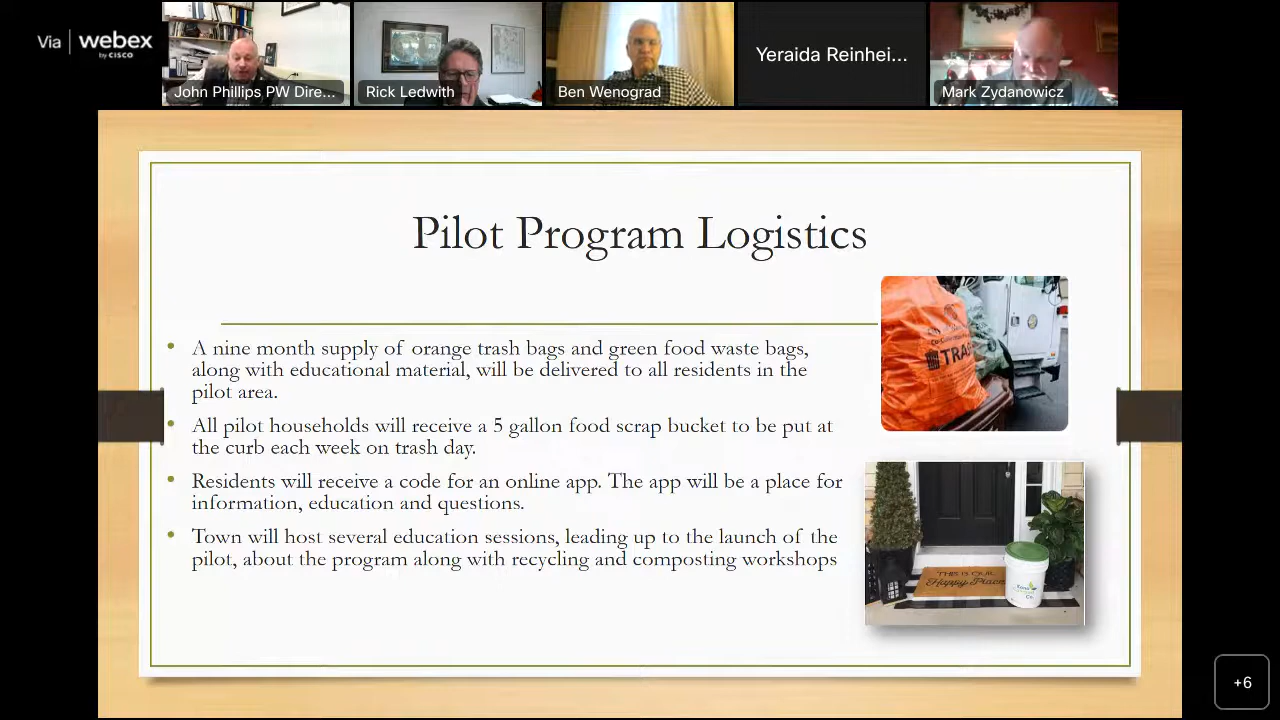 Via | webex
by CISCO
John Phillips PW Dire...
Rick Ledwith
Ben Wenograd
Yeraida Reinhei...
Mark Zydanowicz
Pilot Program Logistics
• A nine month supply of orange trash bags and green food waste bags,
along with educational material, will be delivered to all residents in the
pilot area.
• All pilot households will receive a 5 gallon food scrap bucket to be put at
the curb each week on trash day.
• Residents will receive a code for an online app. The app will be a place for
information, education and questions.
• Town will host several education sessions, leading up to the launch of the
pilot, about the program along with recycling and composting workshops
TRASH
THIS IS OUR
Happy Place
+6